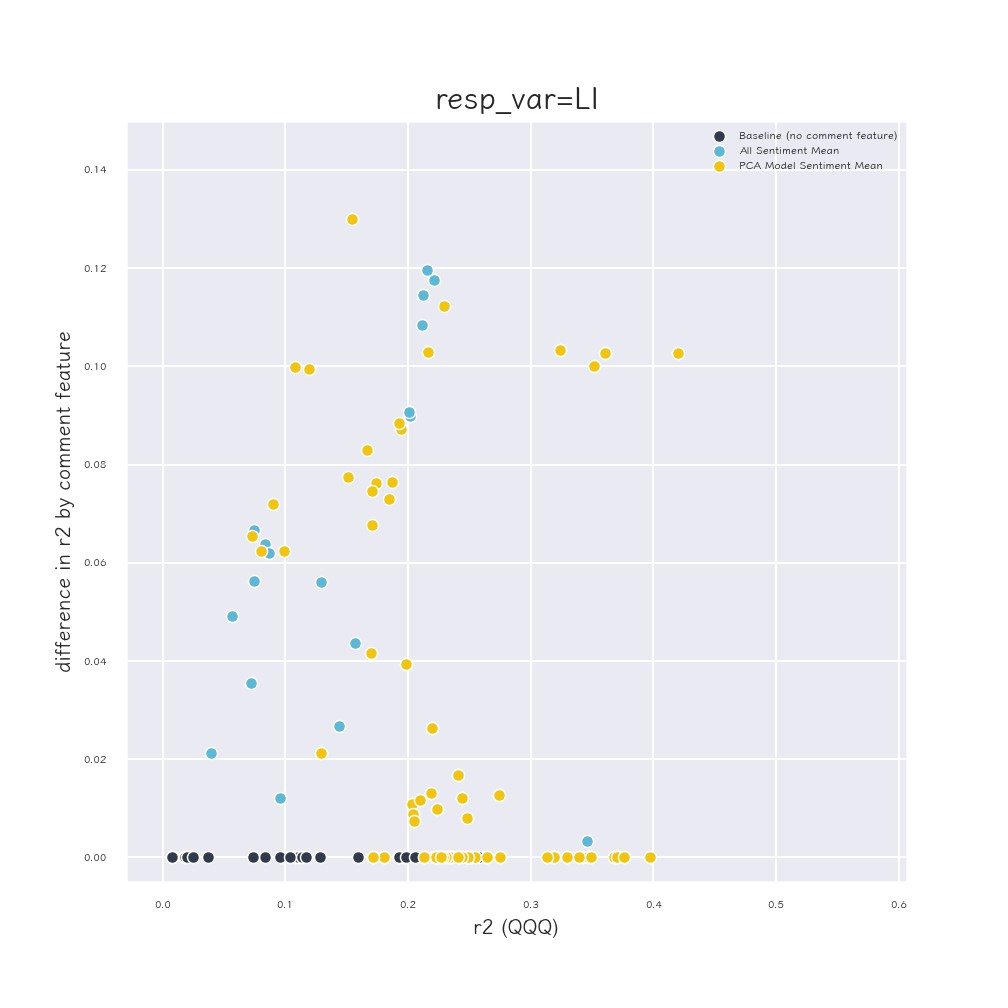 resp_var=LI
Baseline (no comment feature)
All Sentiment Mean
PCA Model Sentiment Mean
0.14
0.12
0.10
0.08
0.06
0.04
0.02
0.00
difference in r2 by comment feature
0.0 0.1 0.2 0.3 0.4 0.5 0.6
r2 (QQQ)